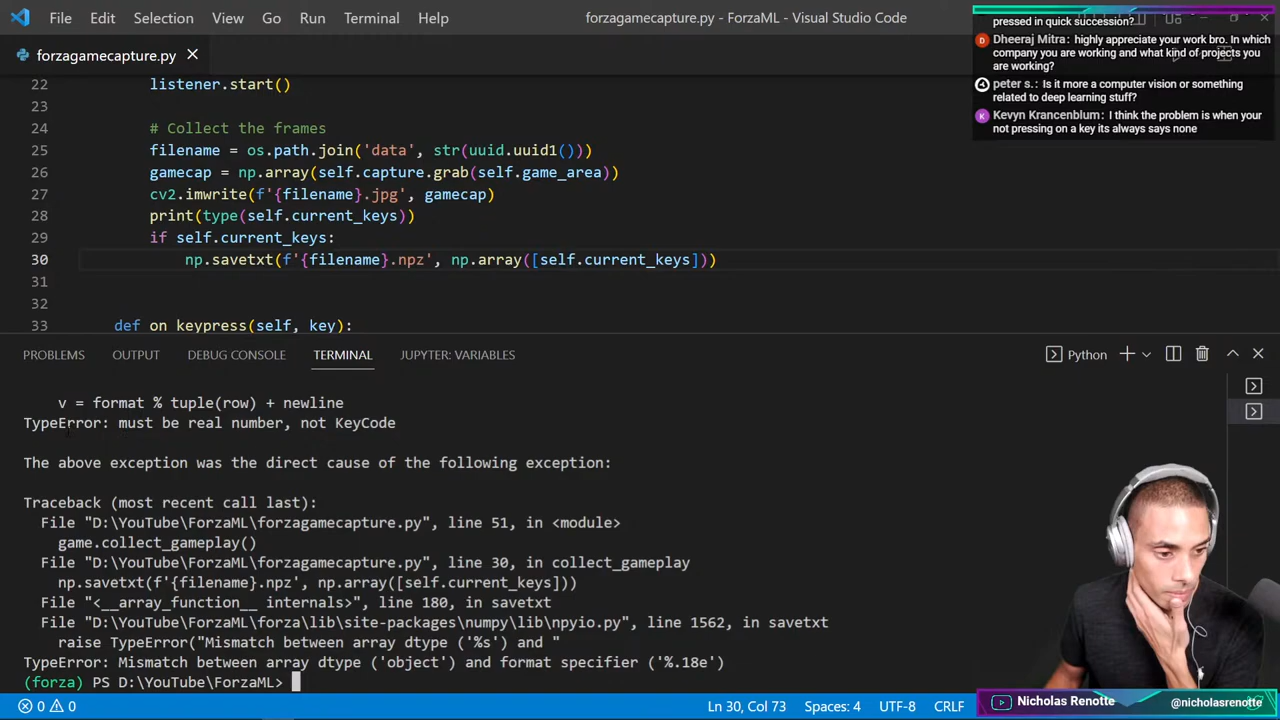 File Edit Selection View Go Run Terminal Help
forzagamecapture.py - ForzaML - Visual Studio Code
forzagamecapture.py
pressed in quick succession?
Dheeraj Mitra: highly appreciate your work bro. In which
company you are working and what kind of projects you
are working?
peter s.: Is it more a computer vision or something
related to deep learning stuff?
Kevyn Krancenblum: I think the problem is when your
not pressing on a key its always says none
22 listener.start()
23
24 # Collect the frames
25 filename = os.path.join('data', str(uuid.uuid1()))
26 gamecap = np.array(self.capture.grab(self.game_area))
27 cv2.imwrite(f'{filename}.jpg', gamecap)
28 print(type(self.current_keys))
29 if self.current_keys:
30 np.savetxt(f'{filename}.npz', np.array([self.current_keys]))
31
32
33 def on_keypress(self, key):
PROBLEMS OUTPUT DEBUG CONSOLE TERMINAL JUPYTER: VARIABLES
Python
v = format % tuple(row) + newline
TypeError: must be real number, not KeyCode
The above exception was the direct cause of the following exception:
Traceback (most recent call last):
File "D:\YouTube\ForzaML\forzagamecapture.py", line 51, in <module>
game.collect_gameplay()
File "D:\YouTube\ForzaML\forzagamecapture.py", line 30, in collect_gameplay
np.savetxt(f'{filename}.npz', np.array([self.current_keys]))
File "<__array_function__ internals>", line 180, in savetxt
File "D:\YouTube\ForzaML\forza\lib\site-packages\numpy\lib\npyio.py", line 1562, in savetxt
raise TypeError("Mismatch between array dtype ('%s') and "
TypeError: Mismatch between array dtype ('object') and format specifier ('%.18e')
(forza) PS D:\YouTube\ForzaML>
0 0 Ln 30, Col 73 Spaces: 4 UTF-8 CRLF
Nicholas Renotte @nicholasrenotte